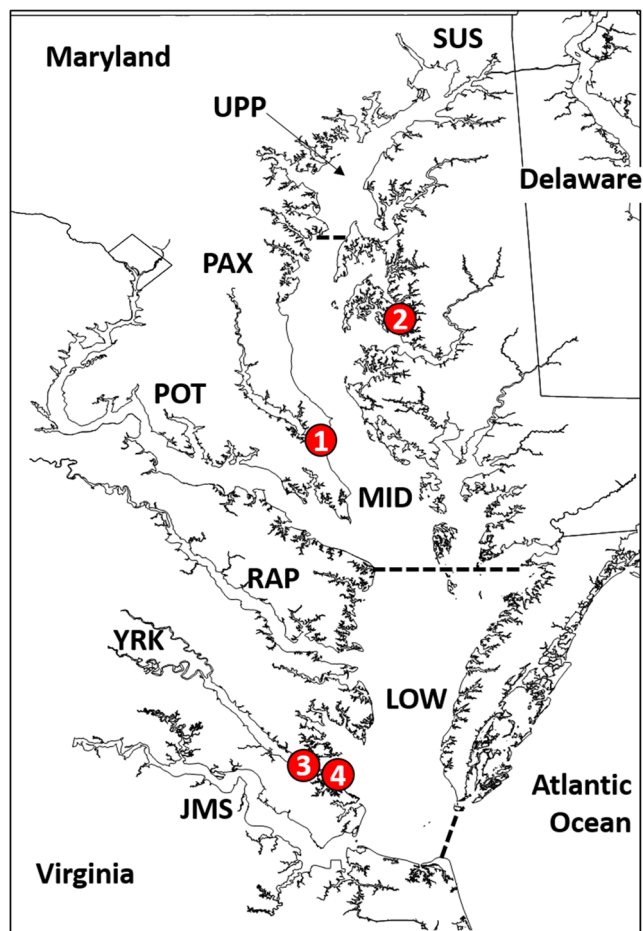 SUS
Maryland
UPP
Delaware
PAX
2
POT
1
MID
RAP
YRK
LOW
3
4
Atlantic
Ocean
JMS
Virginia